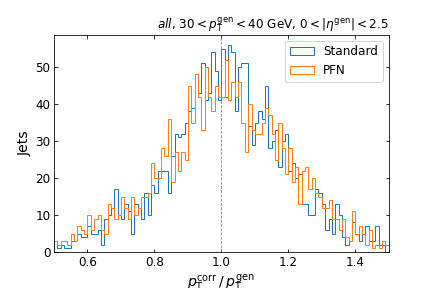 all, 30 < p_T^gen < 40 GeV, 0 < |η^gen| < 2.5
Standard
PFN
Jets
50
40
30
20
10
0
0.6 0.8 1.0 1.2 1.4
p_T^corr / p_T^gen